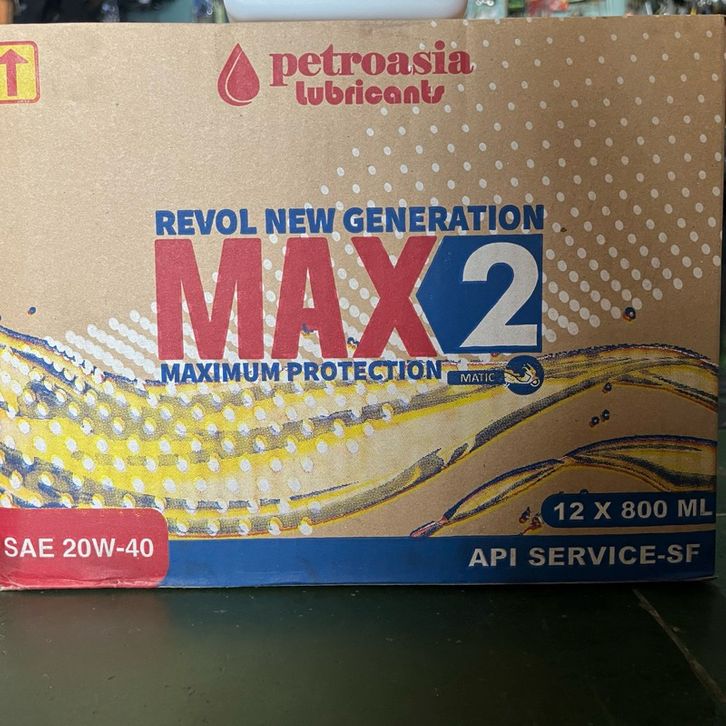 petroasia
Lubricants
REVOL NEW GENERATION
MAX 2
MAXIMUM PROTECTION MATIC
12 X 800 ML
SAE 20W-40
API SERVICE-SF